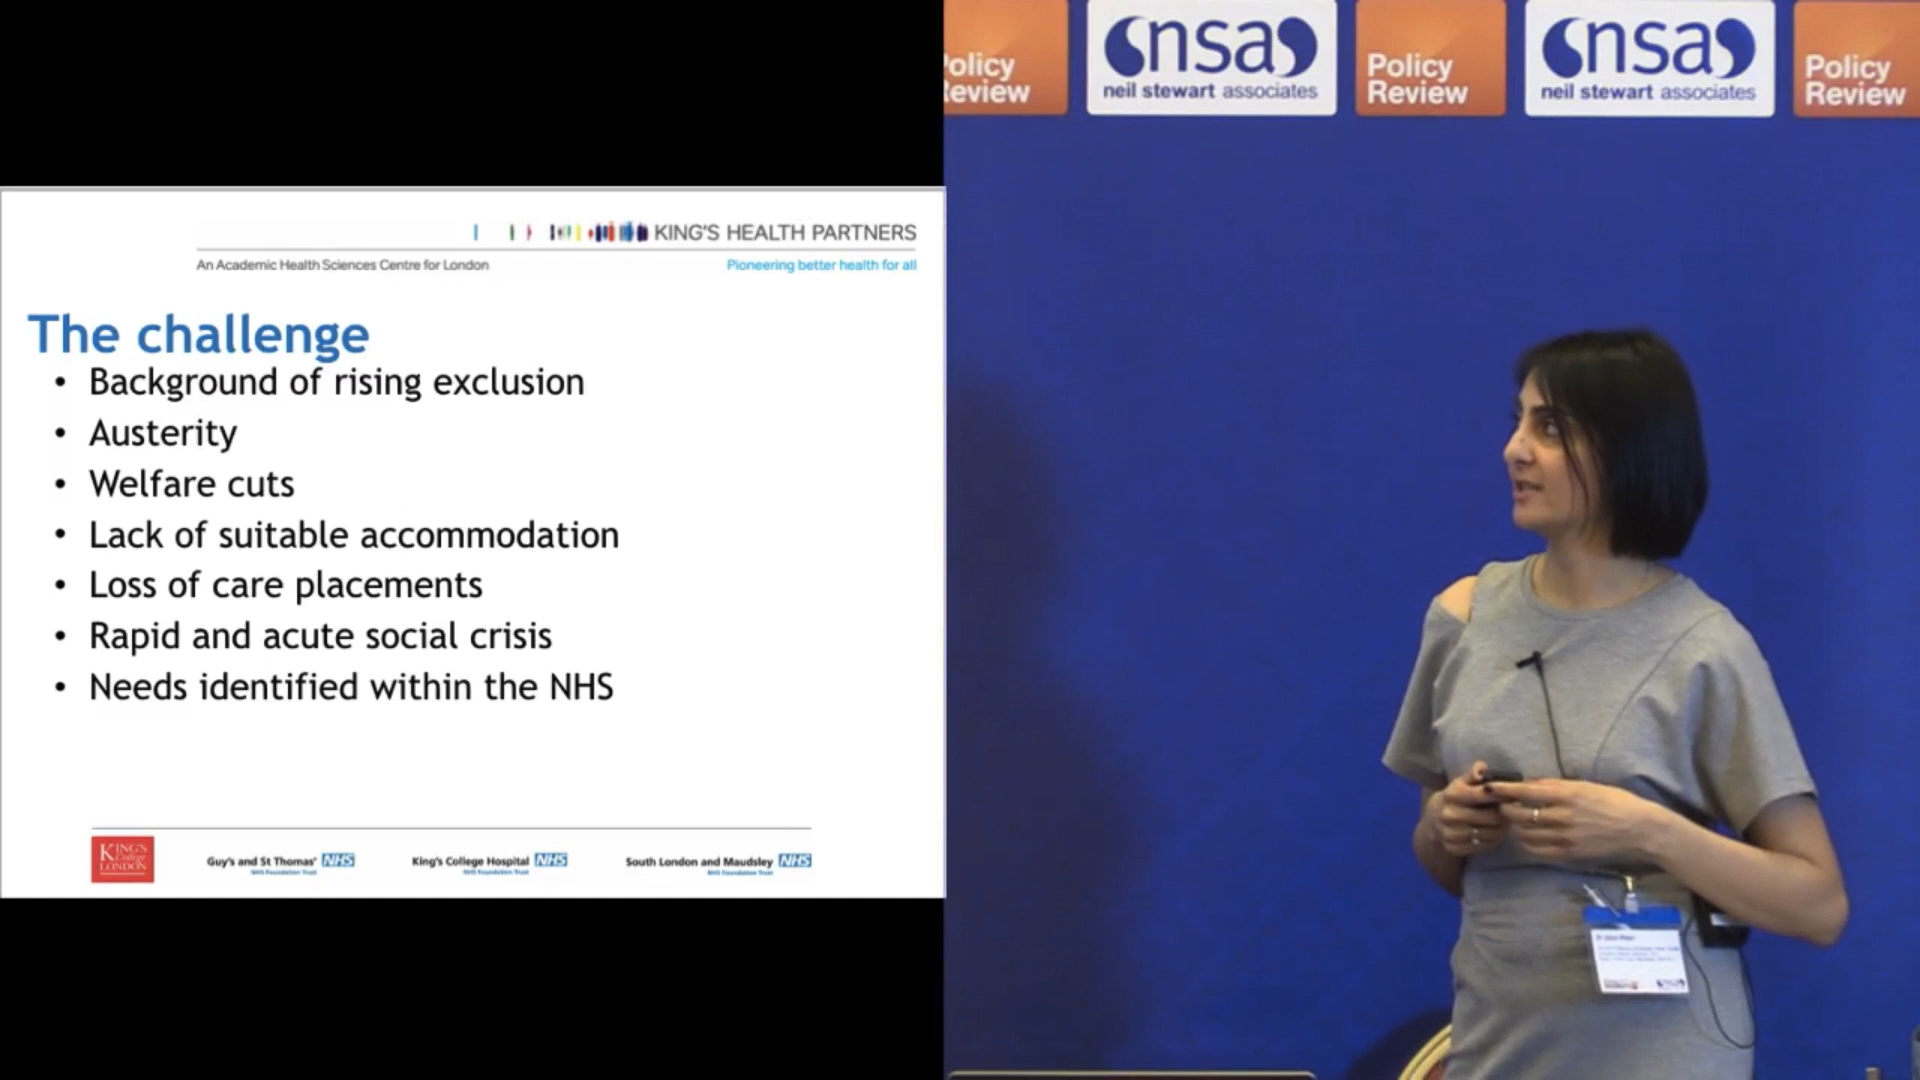 KING'S HEALTH PARTNERS
An Academic Health Sciences Centre for London
Pioneering better health for all
The challenge
• Background of rising exclusion
• Austerity
• Welfare cuts
• Lack of suitable accommodation
• Loss of care placements
• Rapid and acute social crisis
• Needs identified within the NHS
KING'S
College
LONDON
Guy's and St Thomas' NHS
NHS Foundation Trust
King's College Hospital NHS
NHS Foundation Trust
South London and Maudsley NHS
NHS Foundation Trust
Policy
Review
nsa
neil stewart associates
Policy
Review
nsa
neil stewart associates
Policy
Review